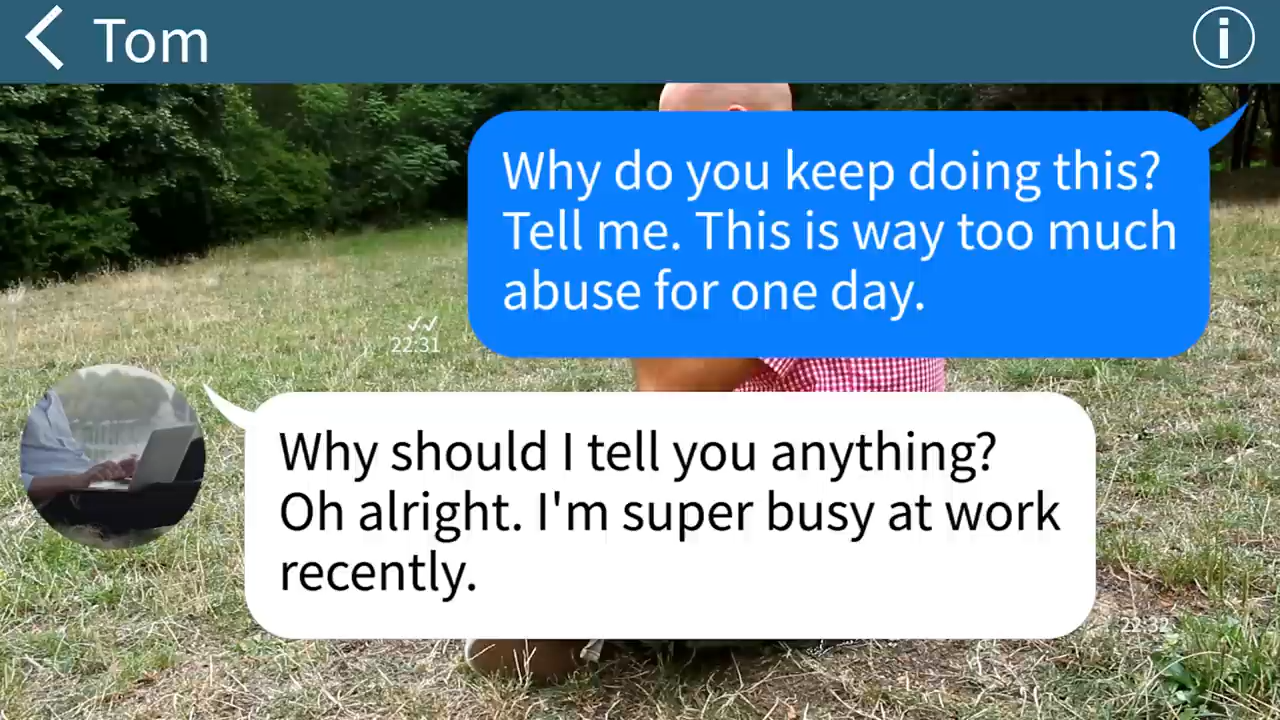 Tom
Why do you keep doing this?
Tell me. This is way too much
abuse for one day.
22:31
Why should I tell you anything?
Oh alright. I'm super busy at work
recently.
22:32